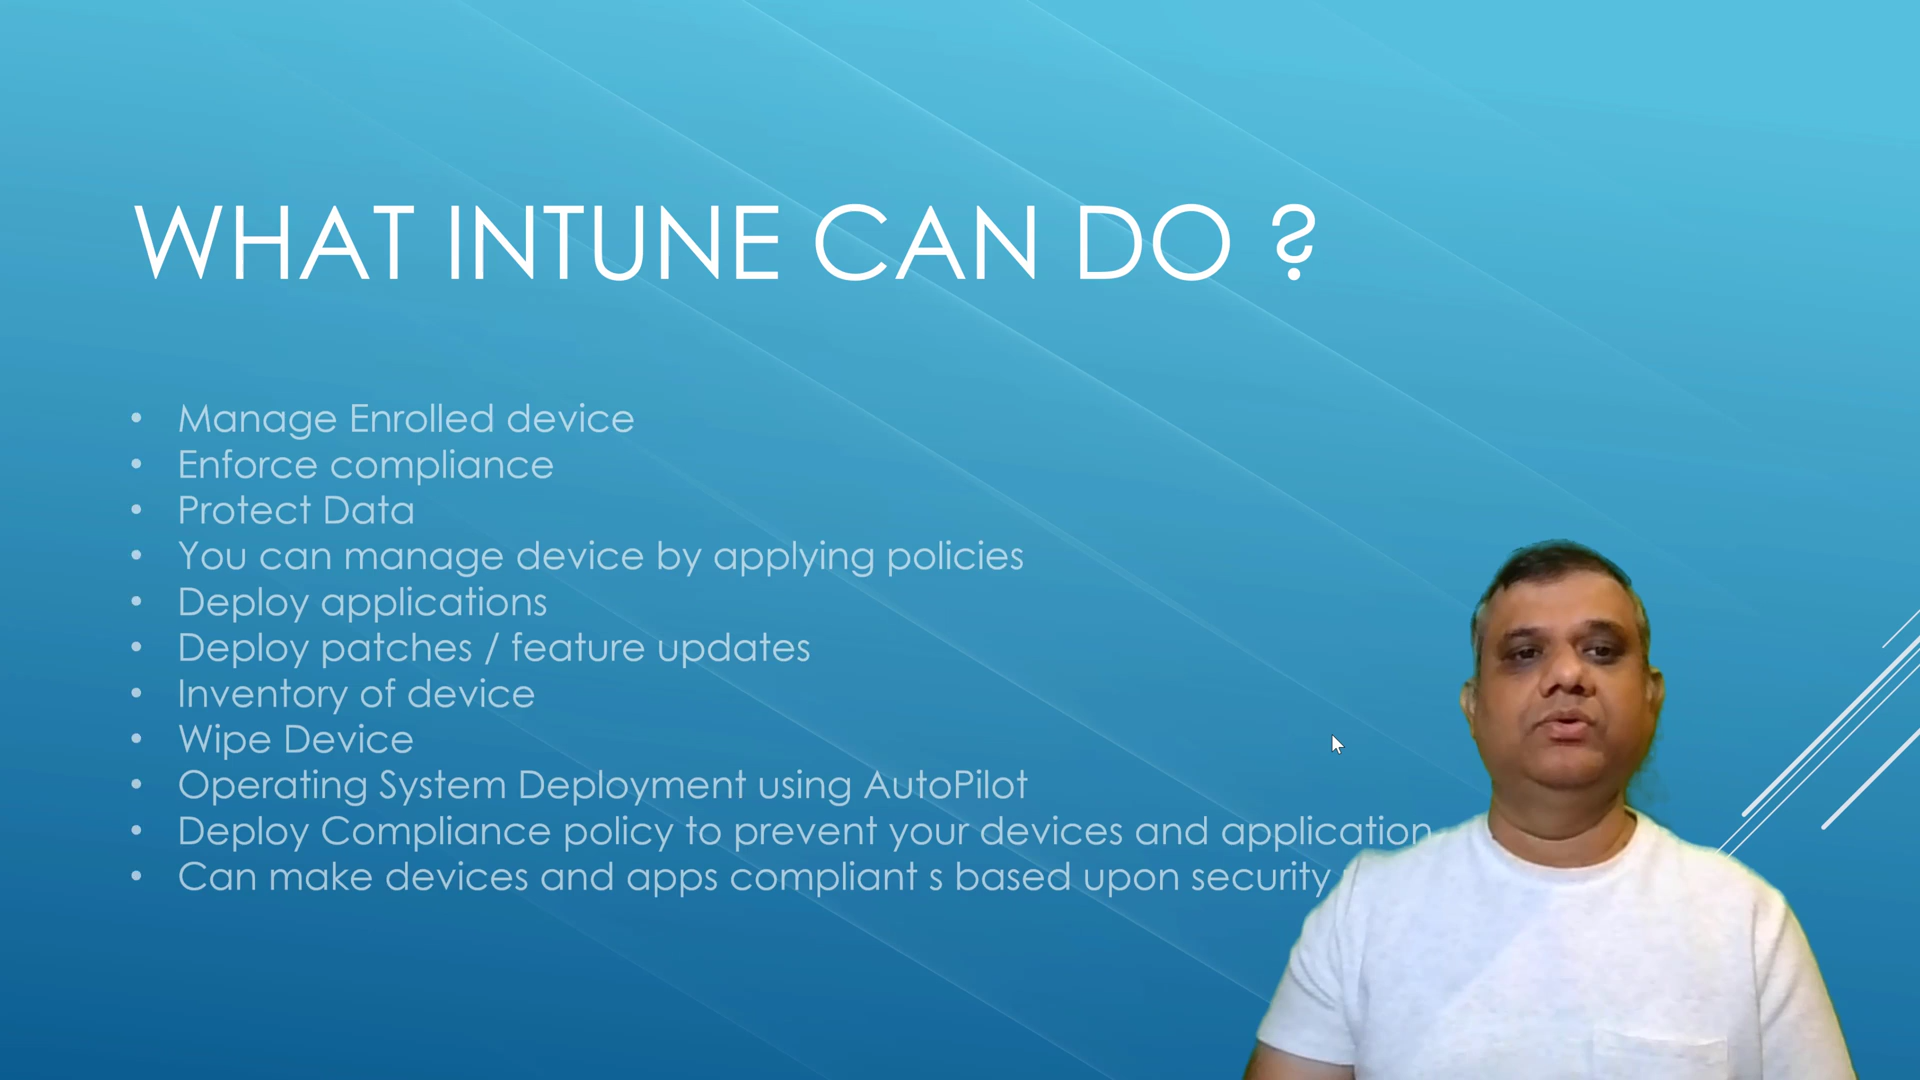 WHAT INTUNE CAN DO ?
• Manage Enrolled device
• Enforce compliance
• Protect Data
• You can manage device by applying policies
• Deploy applications
• Deploy patches / feature updates
• Inventory of device
• Wipe Device
• Operating System Deployment using AutoPilot
• Deploy Compliance policy to prevent your devices and application
• Can make devices and apps compliant s based upon security